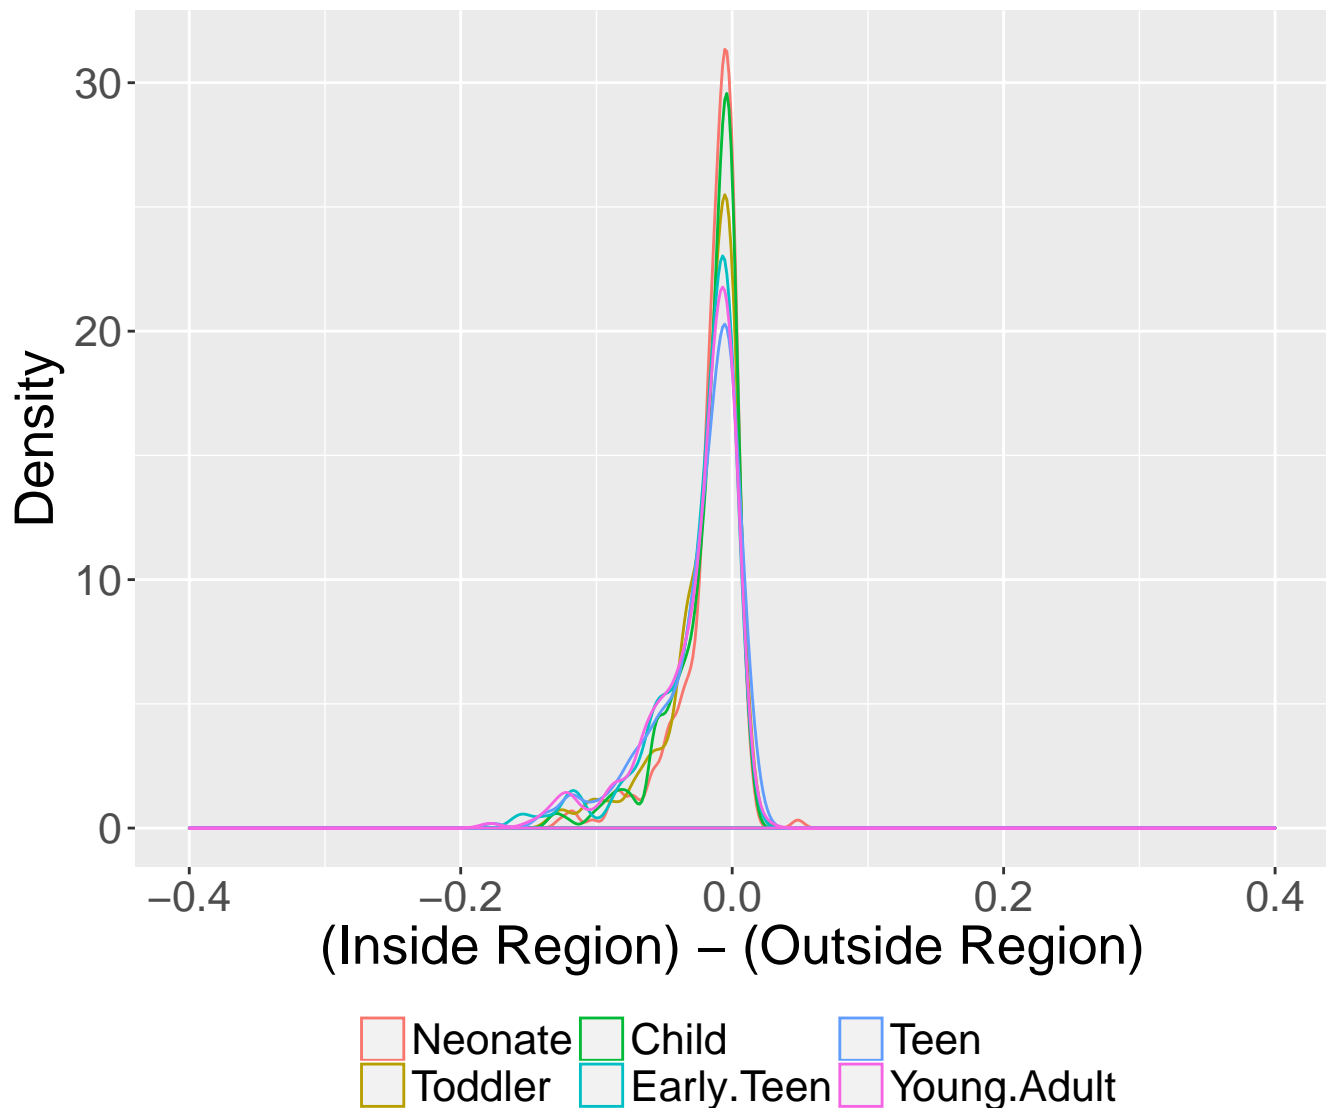 30
20
10
0
Density
−0.4 −0.2 0.0 0.2 0.4
(Inside Region) − (Outside Region)
Neonate Child Teen
Toddler Early.Teen Young.Adult